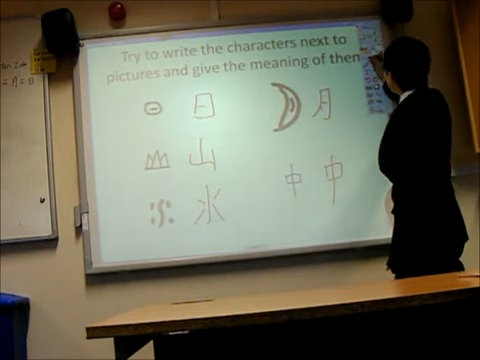 Try to write the characters next to
pictures and give the meaning of then
日 月
山
中 中
水